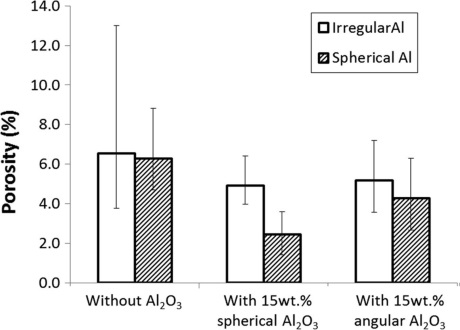 14.0
12.0
10.0
8.0
6.0
4.0
2.0
0.0
Porosity (%)
IrregularAl
Spherical Al
Without Al₂O₃
With 15wt.%
spherical Al₂O₃
With 15wt.%
angular Al₂O₃